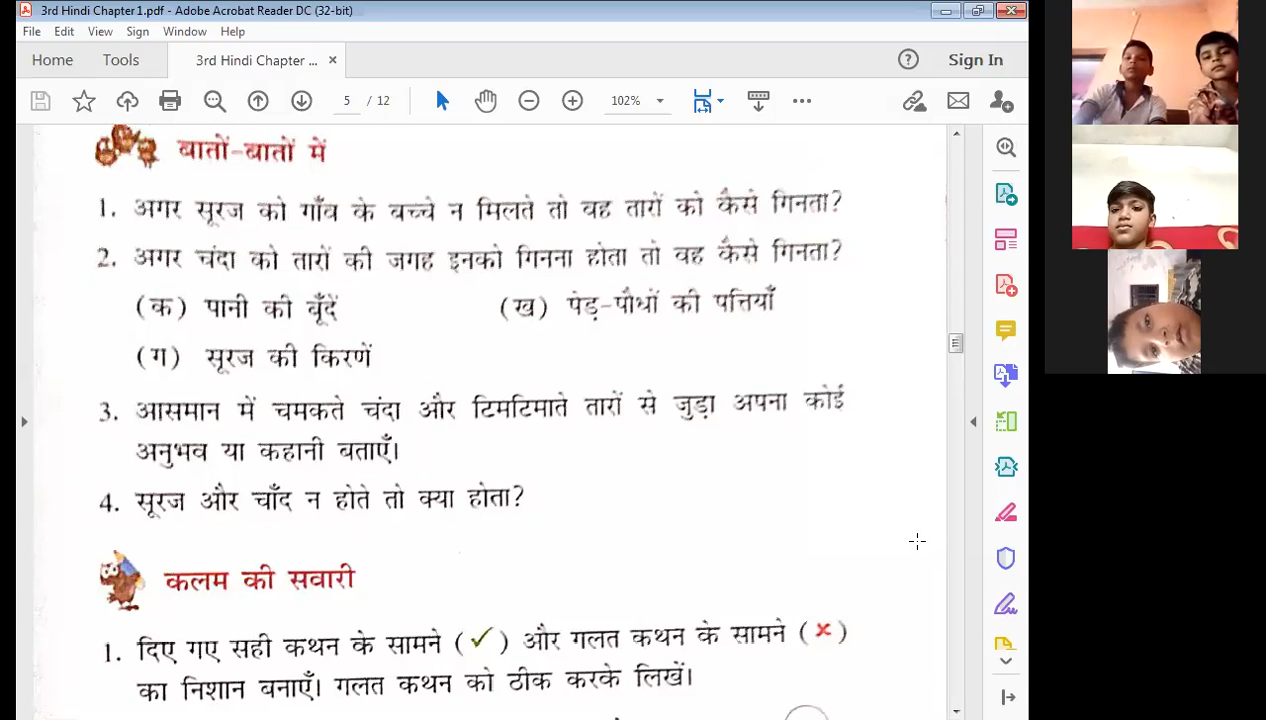 3rd Hindi Chapter 1.pdf - Adobe Acrobat Reader DC (32-bit)
File Edit View Sign Window Help
Home Tools 3rd Hindi Chapter ... × ? Sign In
5 / 12 102%
बातों-बातों में
1. अगर सूरज को गाँव के बच्चे न मिलते तो वह तारों को कैसे गिनता?
2. अगर चंदा को तारों की जगह इनको गिनना होता तो वह कैसे गिनता?
(क) पानी की बूँदें (ख) पेड़-पौधों की पत्तियाँ
(ग) सूरज की किरणें
3. आसमान में चमकते चंदा और टिमटिमाते तारों से जुड़ा अपना कोई
अनुभव या कहानी बताएँ।
4. सूरज और चाँद न होते तो क्या होता?
कलम की सवारी
1. दिए गए सही कथन के सामने (✓) और गलत कथन के सामने (×)
का निशान बनाएँ। गलत कथन को ठीक करके लिखें।